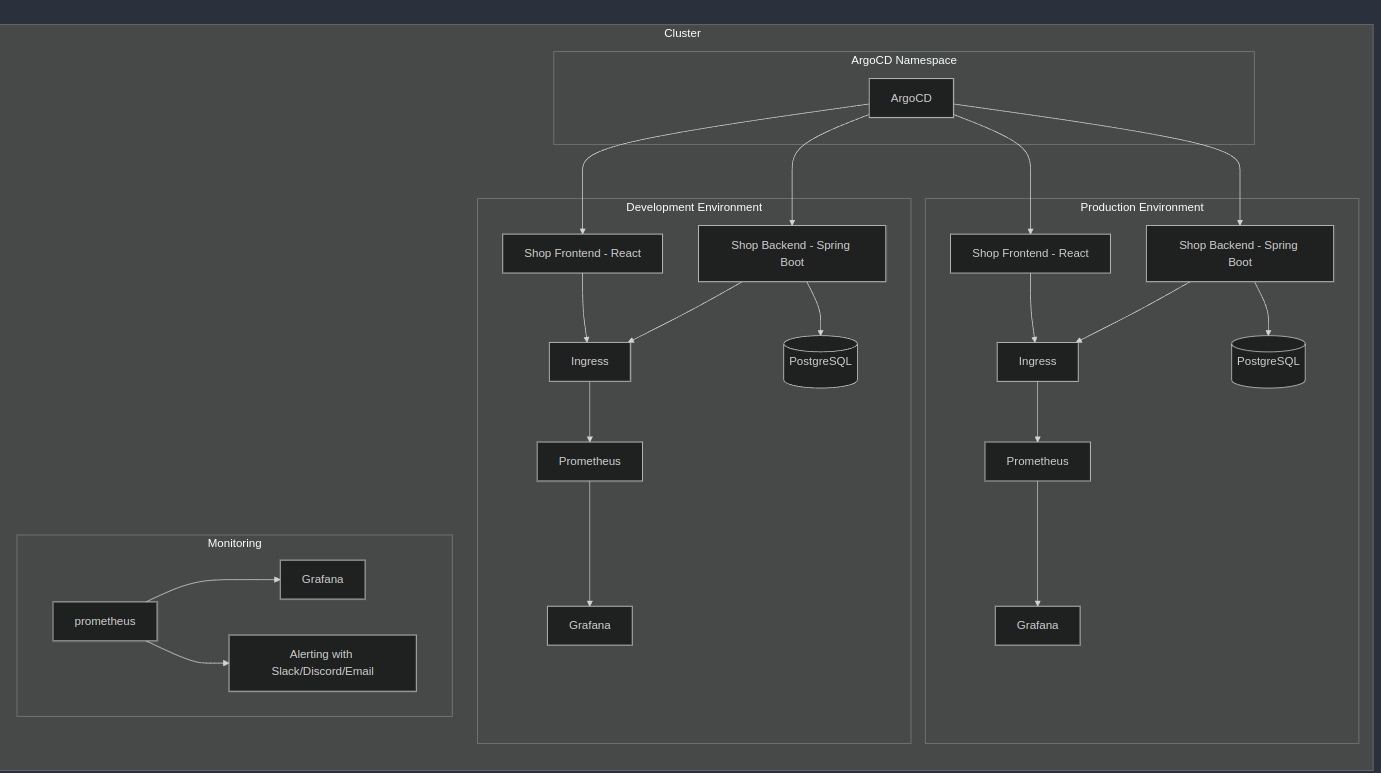 Cluster
ArgoCD Namespace
ArgoCD
Development Environment
Shop Frontend - React
Shop Backend - Spring
Boot
Ingress
PostgreSQL
Prometheus
Grafana
Production Environment
Shop Frontend - React
Shop Backend - Spring
Boot
Ingress
PostgreSQL
Prometheus
Grafana
Monitoring
prometheus
Grafana
Alerting with
Slack/Discord/Email